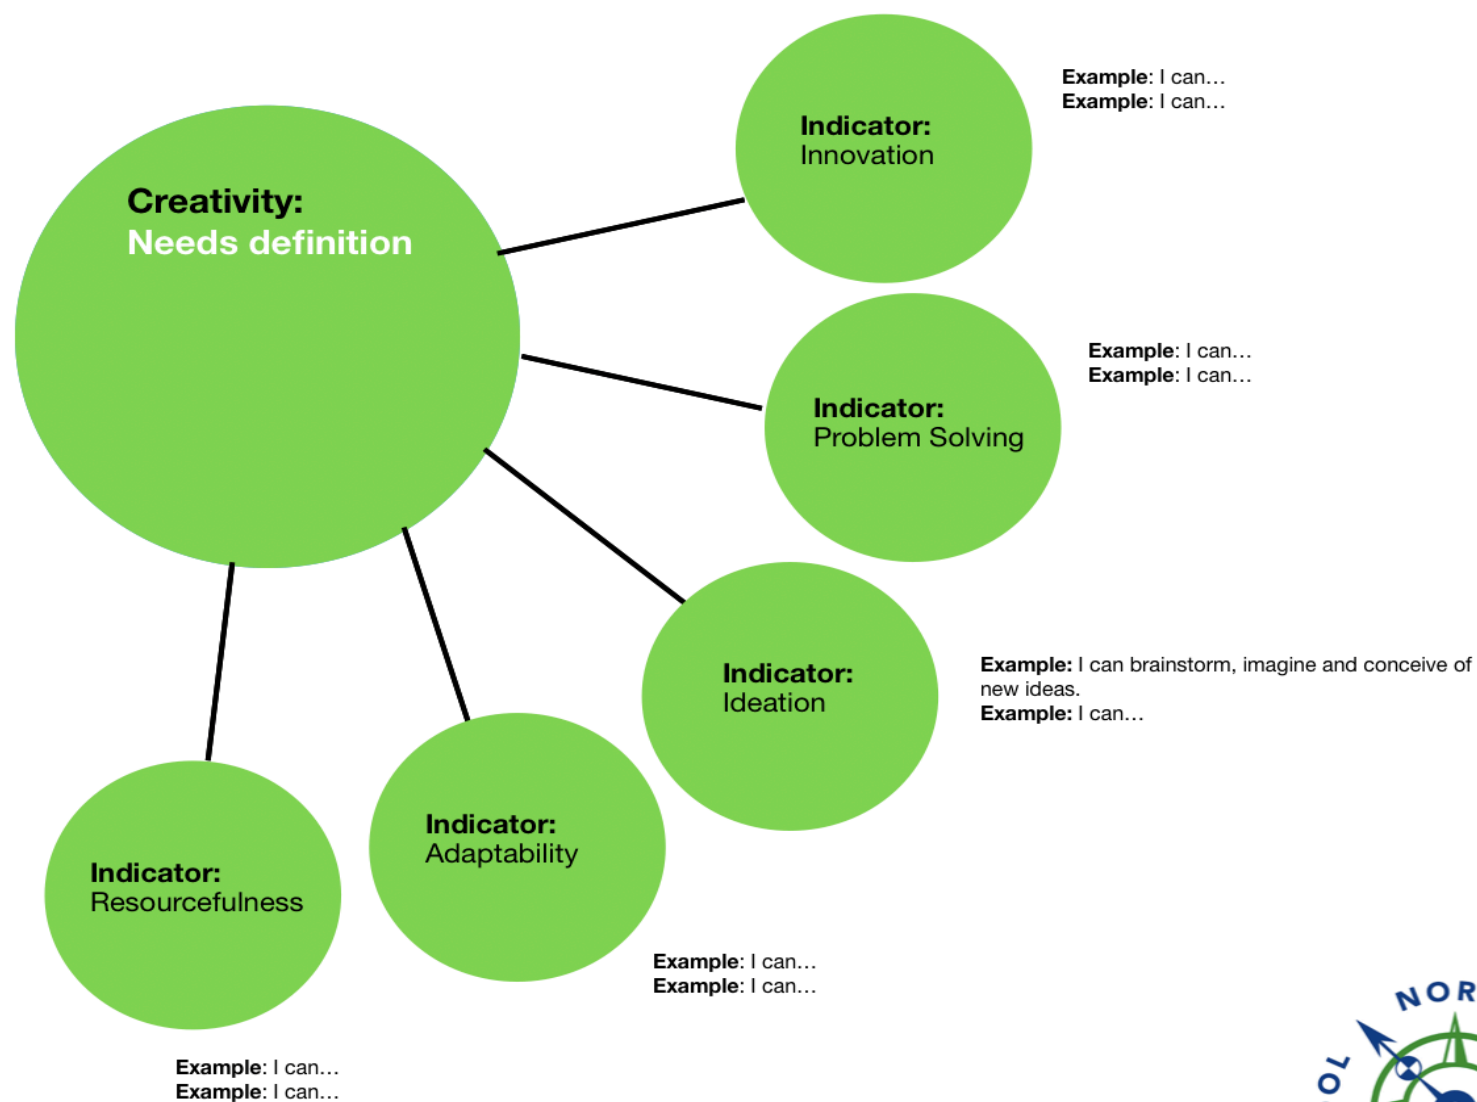 Creativity:
Needs definition
Indicator:
Innovation
Example: I can…
Example: I can…
Indicator:
Problem Solving
Example: I can…
Example: I can…
Indicator:
Ideation
Example: I can brainstorm, imagine and conceive of
new ideas.
Example: I can…
Indicator:
Adaptability
Example: I can…
Example: I can…
Indicator:
Resourcefulness
Example: I can…
Example: I can…
NOR
OL